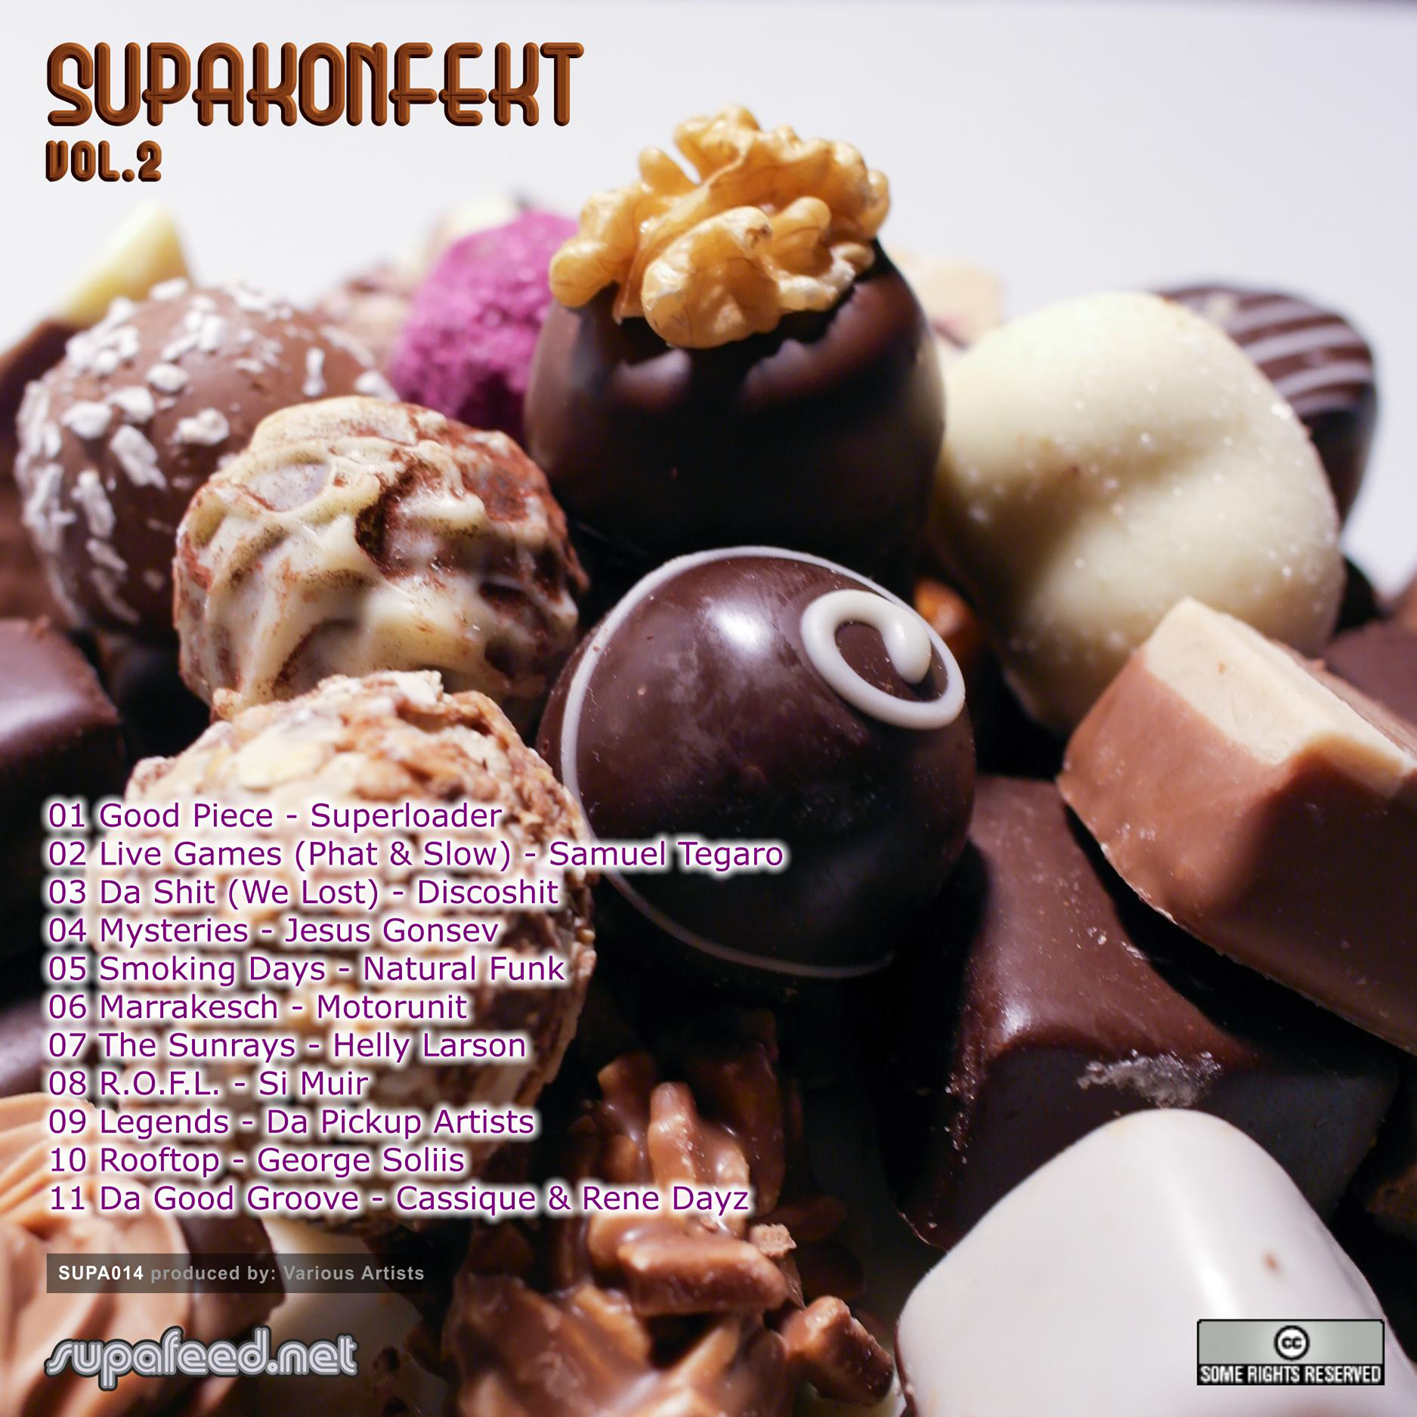 SUPAKONFEKT
VOL.2
01 Good Piece - Superloader
02 Live Games (Phat & Slow) - Samuel Tegaro
03 Da Shit (We Lost) - Discoshit
04 Mysteries - Jesus Gonsev
05 Smoking Days - Natural Funk
06 Marrakesch - Motorunit
07 The Sunrays - Helly Larson
08 R.O.F.L. - Si Muir
09 Legends - Da Pickup Artists
10 Rooftop - George Soliis
11 Da Good Groove - Cassique & Rene Dayz
SUPA014 produced by: Various Artists
supafeed.net
cc
SOME RIGHTS RESERVED